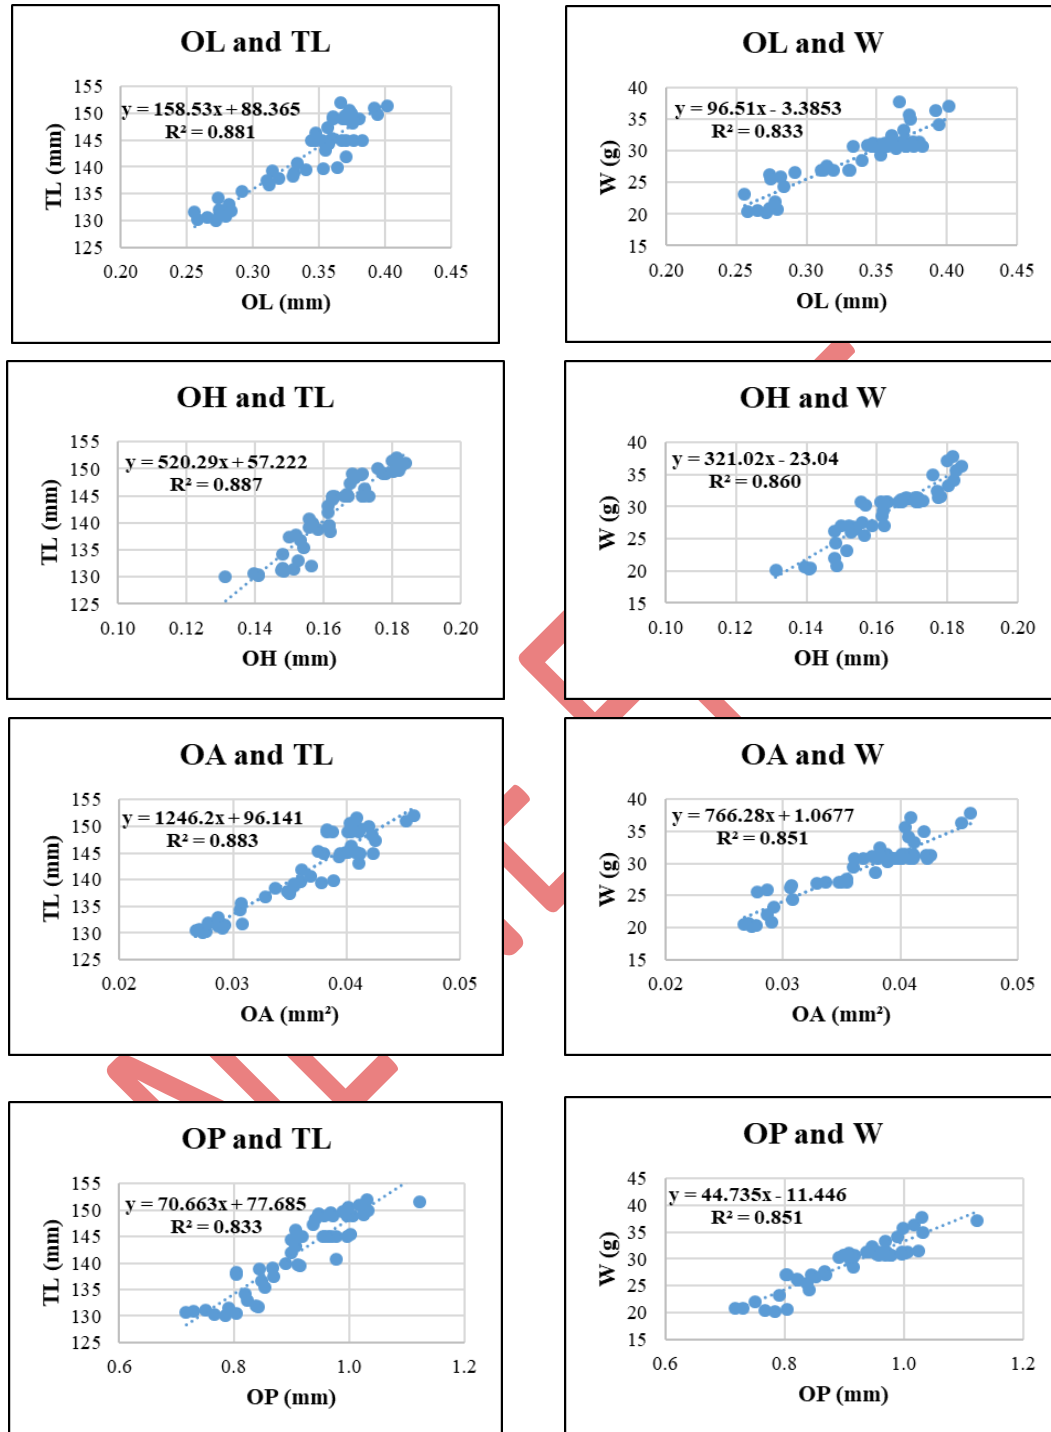 OL and TL
155
150
145
140
135
130
125
TL (mm)
y = 158.53x + 88.365
R² = 0.881
0.20 0.25 0.30 0.35 0.40 0.45
OL (mm)
OL and W
40
35
30
25
20
15
W (g)
y = 96.51x - 3.3853
R² = 0.833
0.20 0.25 0.30 0.35 0.40 0.45
OL (mm)
OH and TL
155
150
145
140
135
130
125
TL (mm)
y = 520.29x + 57.222
R² = 0.887
0.10 0.12 0.14 0.16 0.18 0.20
OH (mm)
OH and W
40
35
30
25
20
15
W (g)
y = 321.02x - 23.04
R² = 0.860
0.10 0.12 0.14 0.16 0.18 0.20
OH (mm)
OA and TL
155
150
145
140
135
130
125
TL (mm)
y = 1246.2x + 96.141
R² = 0.883
0.02 0.03 0.04 0.05
OA (mm²)
OA and W
40
35
30
25
20
15
W (g)
y = 766.28x + 1.0677
R² = 0.851
0.02 0.03 0.04 0.05
OA (mm²)
OP and TL
155
150
145
140
135
130
125
TL (mm)
y = 70.663x + 77.685
R² = 0.833
0.6 0.8 1.0 1.2
OP (mm)
OP and W
45
40
35
30
25
20
15
W (g)
y = 44.735x - 11.446
R² = 0.851
0.6 0.8 1.0 1.2
OP (mm)